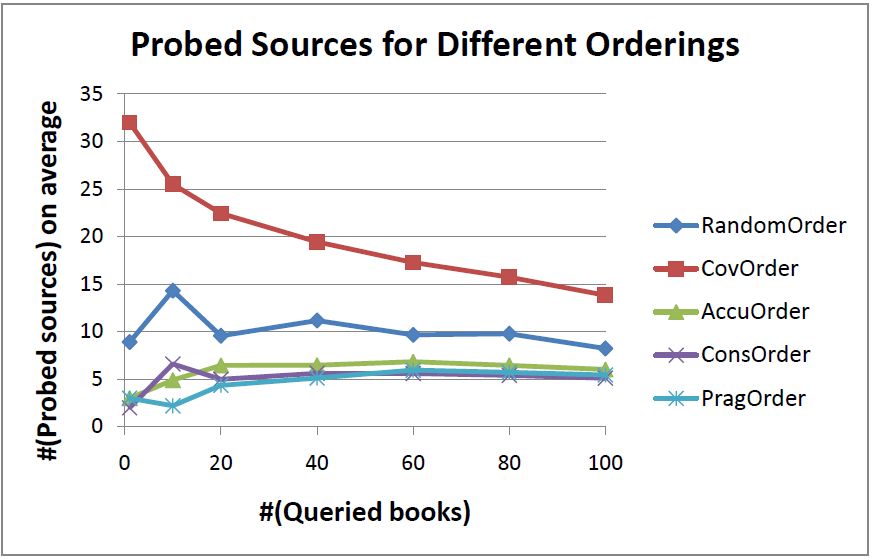 Probed Sources for Different Orderings
#(Probed sources) on average
35
30
25
20
15
10
5
0
0 20 40 60 80 100
#(Queried books)
RandomOrder
CovOrder
AccuOrder
ConsOrder
PragOrder